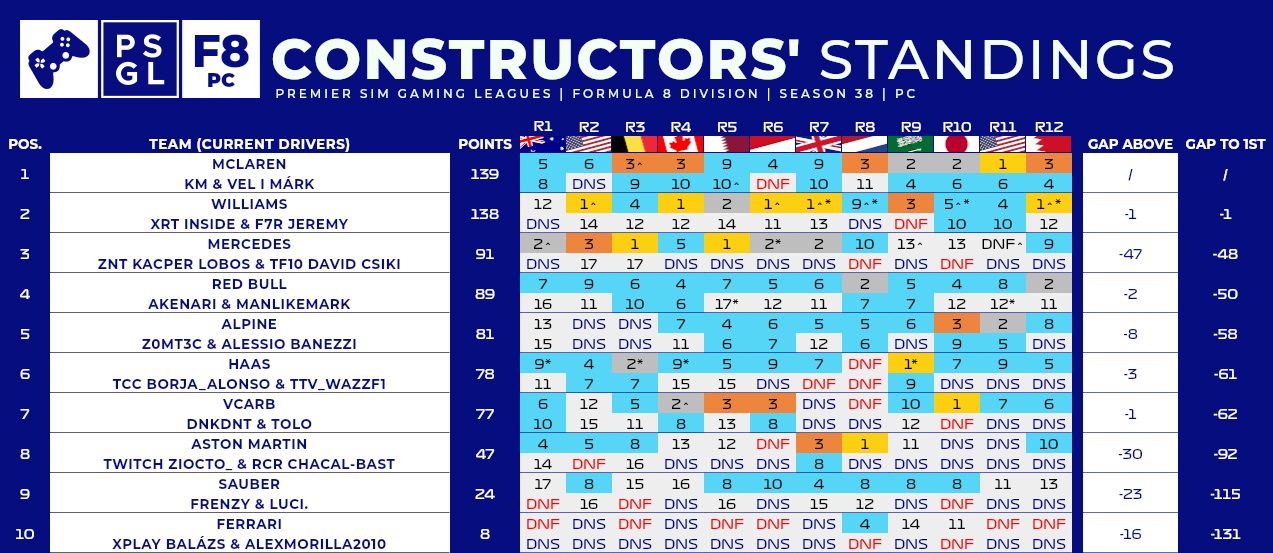 PS
GL
F8
PC
CONSTRUCTORS' STANDINGS
PREMIER SIM GAMING LEAGUES | FORMULA 8 DIVISION | SEASON 38 | PC
R1 R2 R3 R4 R5 R6 R7 R8 R9 R10 R11 R12
POS. TEAM (CURRENT DRIVERS) POINTS GAP ABOVE GAP TO 1ST
MCLAREN 5 6 3^ 3 9 4 9 3 2 2 1 3
1 139 / /
KM & VEL I MÁRK 8 DNS 9 10 10^ DNF 10 11 4 6 6 4
WILLIAMS 12 1^ 4 1 2 1^ 1^* 9^* 3 5^* 4 1^*
2 138 -1 -1
XRT INSIDE & F7R JEREMY DNS 14 12 12 14 11 13 DNS DNF 10 10 12
MERCEDES 2^ 3 1 5 1 2* 2 10 13^ 13 DNF^ 9
3 91 -47 -48
ZNT KACPER LOBOS & TF10 DAVID CSIKI DNS 17 17 DNS DNS DNS DNS DNF DNS DNF DNS DNS
RED BULL 7 9 6 4 7 5 6 2 5 4 8 2
4 89 -2 -50
AKENARI & MANLIKEMARK 16 11 10 6 17* 12 11 7 7 12 12* 11
ALPINE 13 DNS DNS 7 4 6 5 5 6 3 2 8
5 81 -8 -58
Z0MT3C & ALESSIO BANEZZI 15 DNS DNS 11 6 7 12 6 DNS 9 5 DNS
HAAS 9* 4 2* 9* 5 9 7 DNF 1* 7 9 5
6 78 -3 -61
TCC BORJA_ALONSO & TTV_WAZZF1 11 7 7 15 15 DNS DNF DNF 9 DNS DNS DNS
VCARB 6 12 5 2^ 3 3 DNS DNF 10 1 7 6
7 77 -1 -62
DNKDNT & TOLO 10 15 11 8 13 8 DNS DNS 12 DNF DNS DNS
ASTON MARTIN 4 5 8 13 12 DNF 3 1 11 DNS DNS 10
8 47 -30 -92
TWITCH ZIOCTO_ & RCR CHACAL-BAST 14 DNF 16 DNS DNS DNS 8 DNS DNS DNS DNS DNS
SAUBER 17 8 15 16 8 10 4 8 8 8 11 13
9 24 -23 -115
FRENZY & LUCI. DNF 16 DNF DNS 16 DNS 15 12 DNS DNF DNS DNS
FERRARI DNF DNS DNF DNS DNF DNF DNS 4 14 11 DNF DNF
10 8 -16 -131
XPLAY BALÁZS & ALEXMORILLA2010 DNS DNS DNS DNS DNS DNS DNS DNF DNS DNF DNS DNS